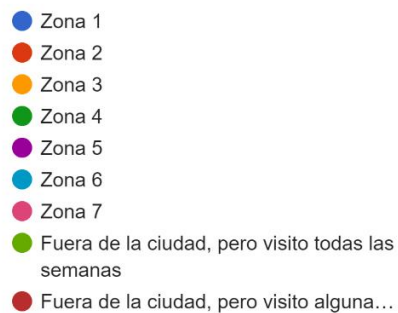 Zona 1
Zona 2
Zona 3
Zona 4
Zona 5
Zona 6
Zona 7
Fuera de la ciudad, pero visito todas las
semanas
Fuera de la ciudad, pero visito alguna…